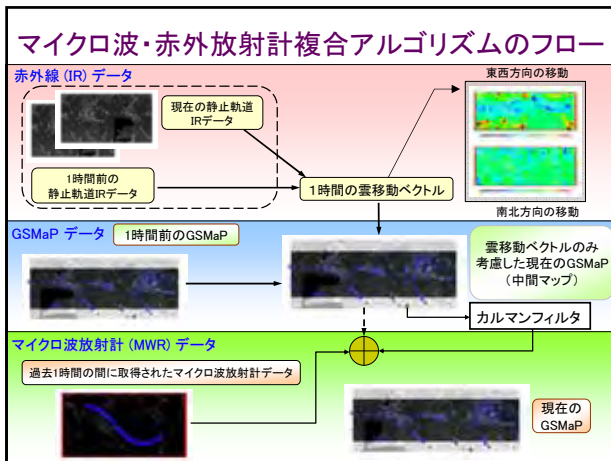 マイクロ波・赤外放射計複合アルゴリズムのフロー
赤外線 (IR) データ
東西方向の移動
現在の静止軌道
IRデータ
1時間前の
静止軌道IRデータ
1時間の雲移動ベクトル
南北方向の移動
GSMaP データ
1時間前のGSMaP
雲移動ベクトルのみ
考慮した現在のGSMaP
(中間マップ)
カルマンフィルタ
マイクロ波放射計 (MWR) データ
過去1時間の間に取得されたマイクロ波放射計データ
現在の
GSMaP